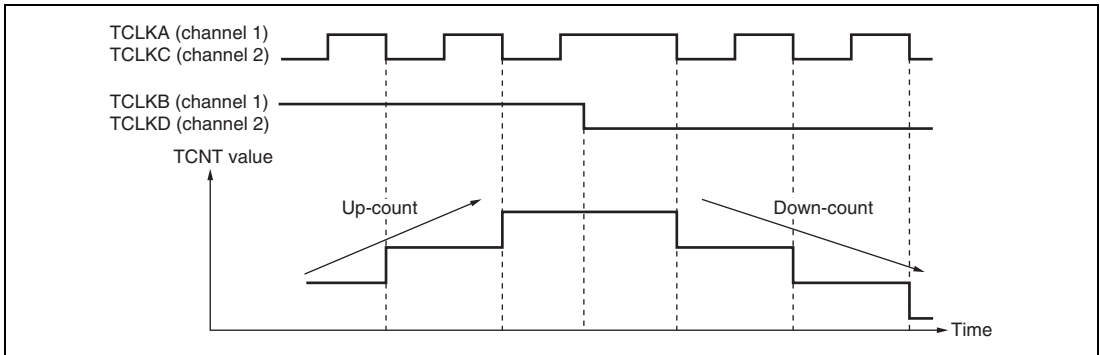 TCLKA (channel 1)
TCLKC (channel 2)
TCLKB (channel 1)
TCLKD (channel 2)
TCNT value
Up-count
Down-count
Time